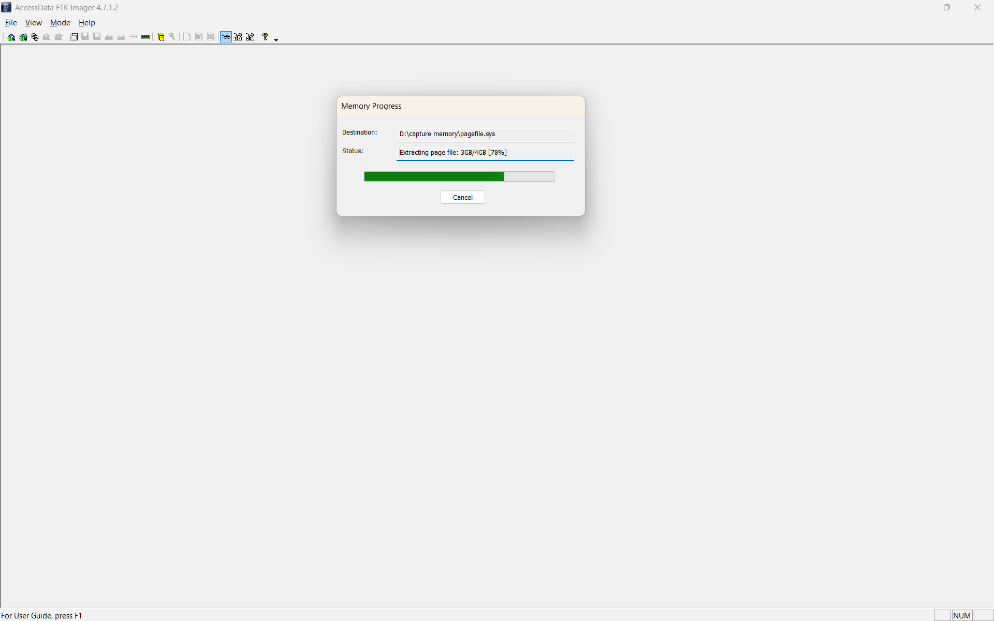 AccessData FTK Imager 4.7.1.2
File View Mode Help
Memory Progress
Destination: D:\capture memory\pagefile.sys
Status: Extracting page file: 3GB/4GB [78%]
Cancel
For User Guide, press F1
NUM